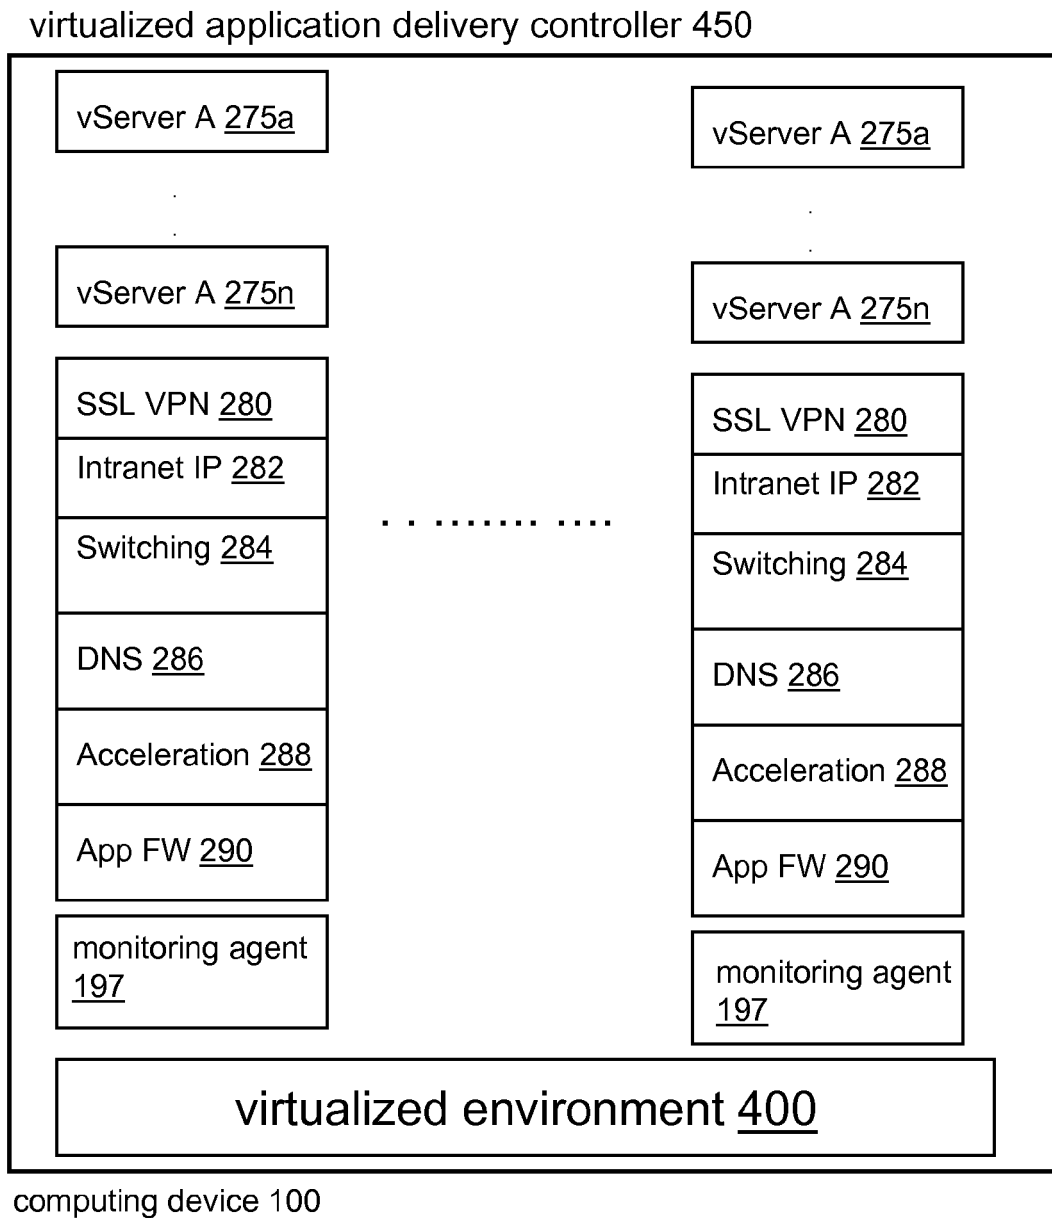 virtualized application delivery controller 450
vServer A 275a
vServer A 275n
SSL VPN 280
Intranet IP 282
Switching 284
DNS 286
Acceleration 288
App FW 290
monitoring agent
197
vServer A 275a
vServer A 275n
SSL VPN 280
Intranet IP 282
Switching 284
DNS 286
Acceleration 288
App FW 290
monitoring agent
197
virtualized environment 400
computing device 100